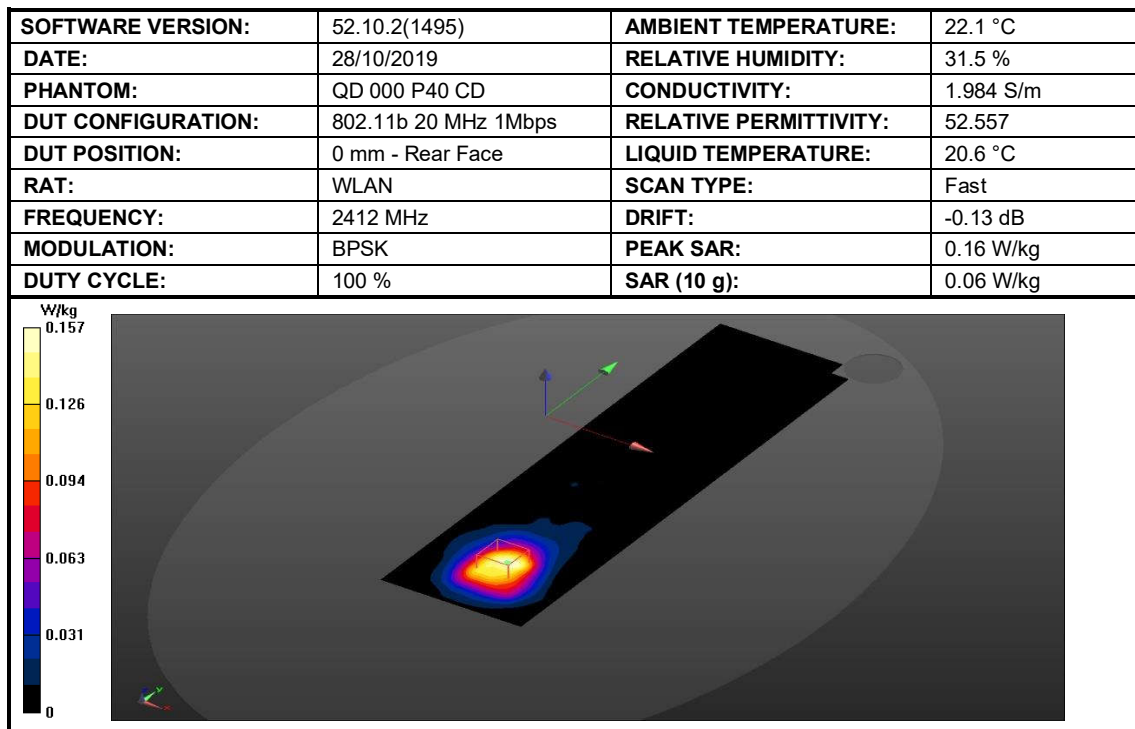 SOFTWARE VERSION: 52.10.2(1495) AMBIENT TEMPERATURE: 22.1 °C
DATE: 28/10/2019 RELATIVE HUMIDITY: 31.5 %
PHANTOM: QD 000 P40 CD CONDUCTIVITY: 1.984 S/m
DUT CONFIGURATION: 802.11b 20 MHz 1Mbps RELATIVE PERMITTIVITY: 52.557
DUT POSITION: 0 mm - Rear Face LIQUID TEMPERATURE: 20.6 °C
RAT: WLAN SCAN TYPE: Fast
FREQUENCY: 2412 MHz DRIFT: -0.13 dB
MODULATION: BPSK PEAK SAR: 0.16 W/kg
DUTY CYCLE: 100 % SAR (10 g): 0.06 W/kg
W/kg
0.157
0.126
0.094
0.063
0.031
0